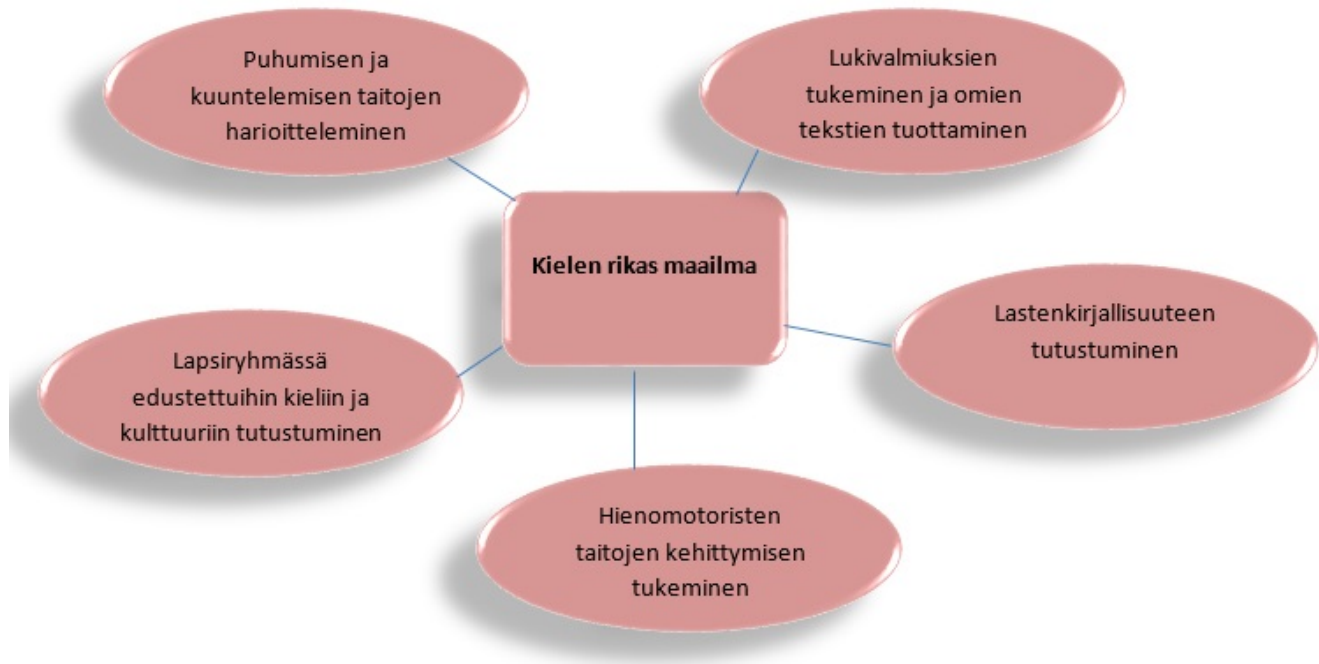 Puhumisen ja
kuuntelemisen taitojen
harioitteleminen
Lukivalmiuksien
tukeminen ja omien
tekstien tuottaminen
Kielen rikas maailma
Lastenkirjallisuuteen
tutustuminen
Lapsiryhmässä
edustettuihin kieliin ja
kulttuuriin tutustuminen
Hienomotoristen
taitojen kehittymisen
tukeminen